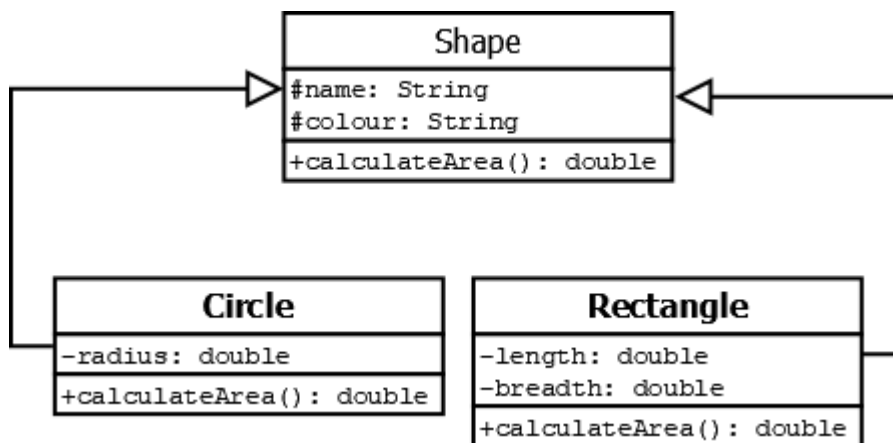 Shape
#name: String
#colour: String
+calculateArea(): double
Circle
-radius: double
+calculateArea(): double
Rectangle
-length: double
-breadth: double
+calculateArea(): double